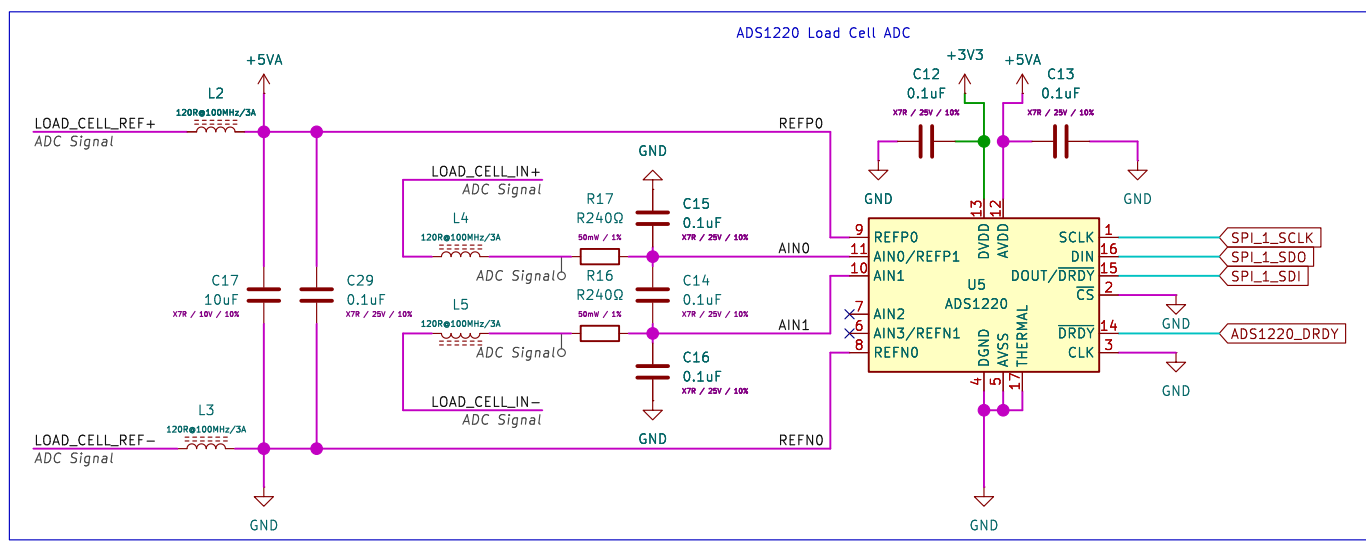 ADS1220 Load Cell ADC
+5VA
L2
120R@100MHz/3A
LOAD_CELL_REF+
ADC Signal
REFP0
C12
0.1uF
X7R / 25V / 10%
+3V3
+5VA
C13
0.1uF
X7R / 25V / 10%
GND
GND
GND
LOAD_CELL_IN+
ADC Signal
L4
120R@100MHz/3A
R17
R240Ω
50mW / 1%
ADC Signal
C15
0.1uF
X7R / 25V / 10%
AIN0
C17
10uF
X7R / 10V / 10%
C29
0.1uF
X7R / 25V / 10%
R16
R240Ω
50mW / 1%
C14
0.1uF
X7R / 25V / 10%
L5
120R@100MHz/3A
ADC Signal
AIN1
C16
0.1uF
X7R / 25V / 10%
LOAD_CELL_IN-
ADC Signal
GND
L3
120R@100MHz/3A
LOAD_CELL_REF-
ADC Signal
REFN0
GND
13
12
DVDD
AVDD
9 REFP0
11 AIN0/REFP1
10 AIN1
7 AIN2
6 AIN3/REFN1
8 REFN0
U5
ADS1220
SCLK 1
DIN 16
DOUT/DRDY 15
CS 2
DRDY 14
CLK 3
DGND
AVSS
THERMAL
4
5
17
SPI_1_SCLK
SPI_1_SDO
SPI_1_SDI
GND
ADS1220_DRDY
GND
GND